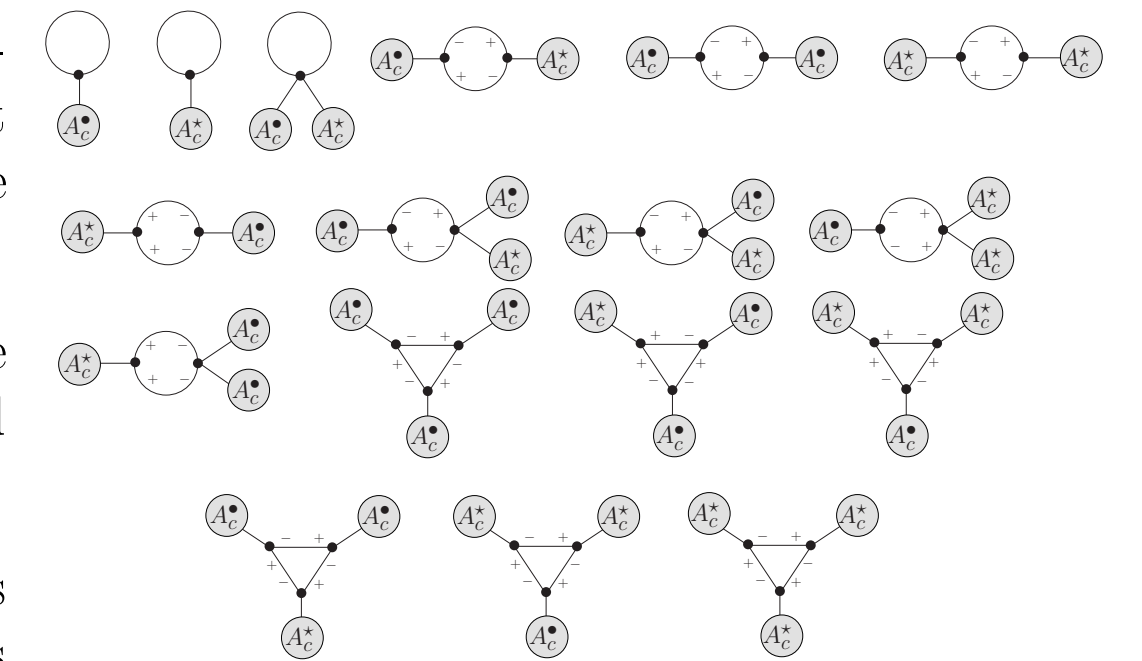 − + − + − +
A_c^• A_c^⋆ A_c^• A_c^• A_c^⋆ A_c^⋆
+ − + − + −
t
A_c^• A_c^⋆ A_c^• A_c^⋆
e
A_c^• A_c^• A_c^⋆
+ − − + − + − +
A_c^⋆ A_c^• A_c^• A_c^⋆ A_c^•
+ − + − + − − +
A_c^⋆ A_c^⋆ A_c^⋆
A_c^• A_c^• A_c^⋆ A_c^• A_c^⋆ A_c^⋆
A_c^•
+ − − + + − + −
e
A_c^⋆
+ − + + + +
+ − − + − − − −
A_c^•
A_c^• A_c^• A_c^•
A_c^• A_c^• A_c^⋆ A_c^⋆ A_c^⋆ A_c^⋆
− + − + − +
+ − + − + −
− + − + − +
s
A_c^⋆ A_c^• A_c^⋆
s